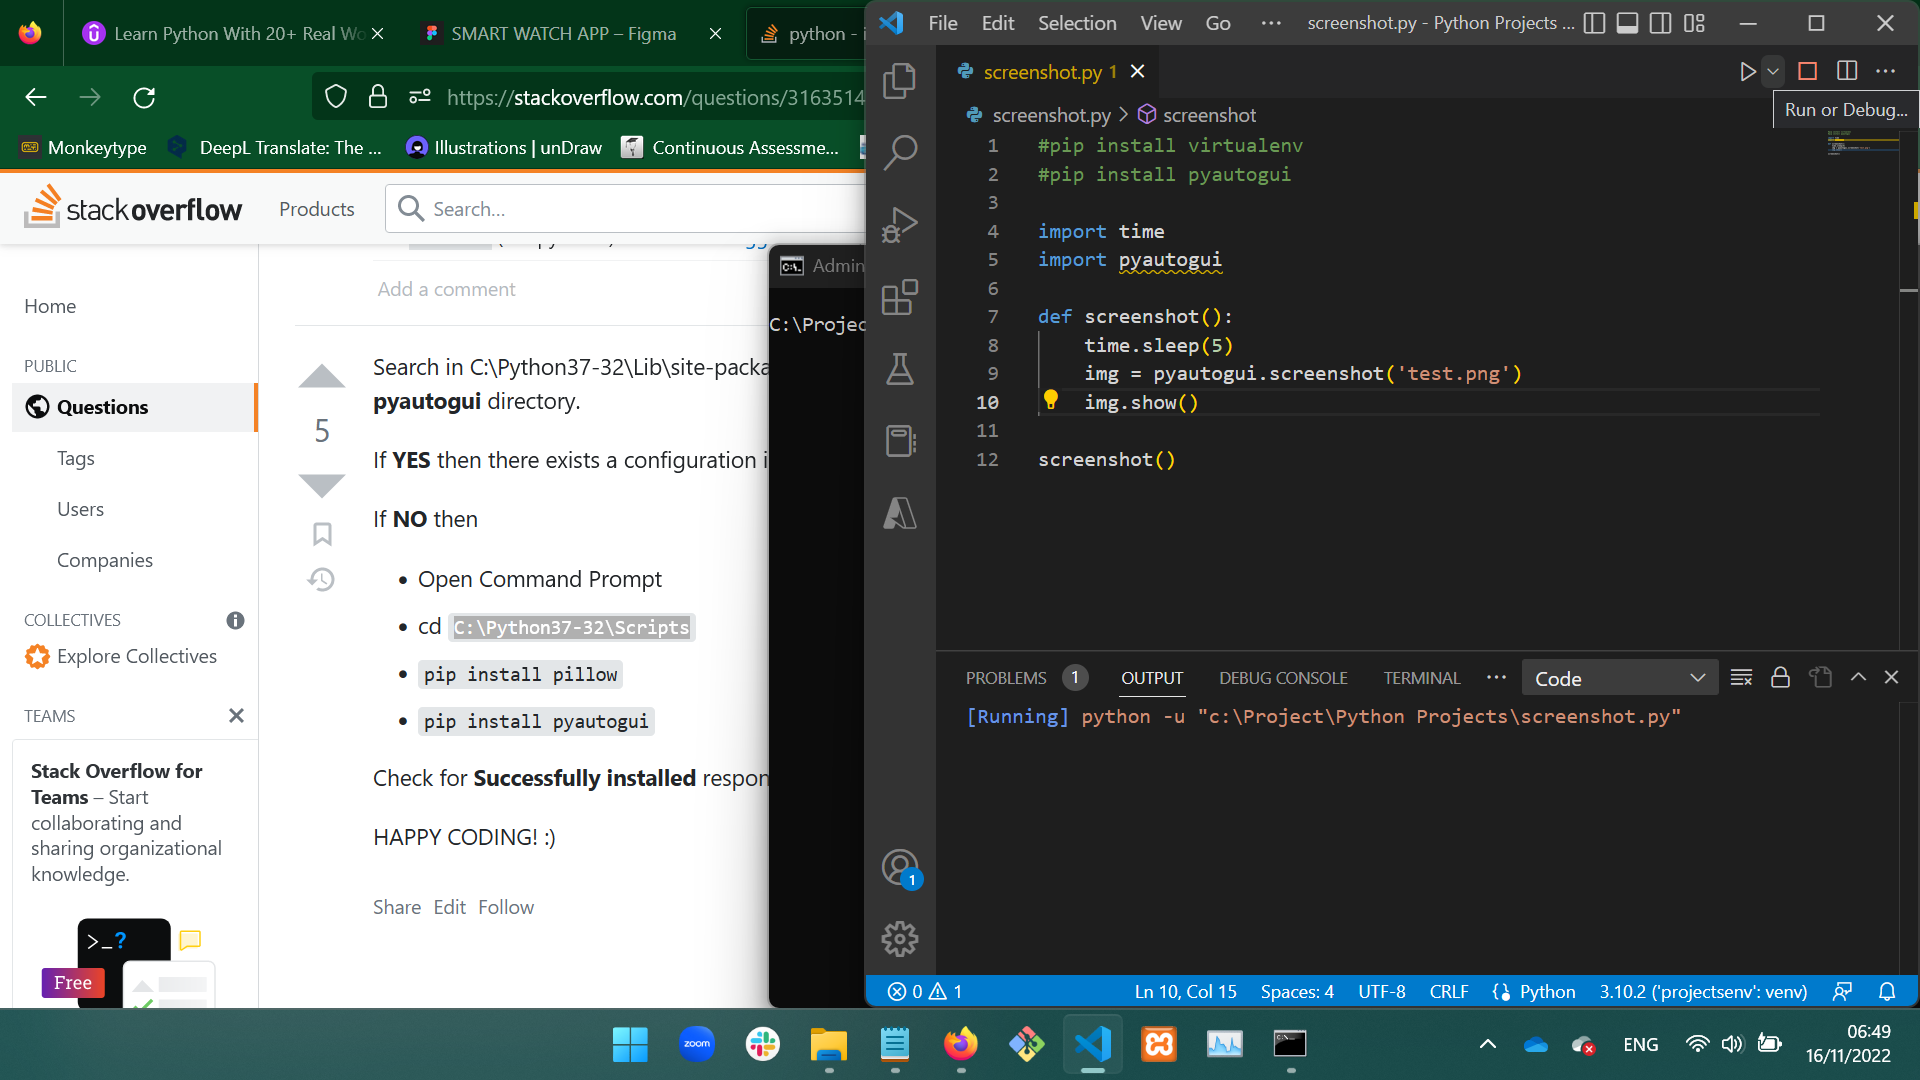 Learn Python With 20+ Real Wo
SMART WATCH APP – Figma
python - i
https://stackoverflow.com/questions/3163514
Monkeytype
DeepL Translate: The ...
Illustrations | unDraw
Continuous Assessme...
stackoverflow
Products
Search...
Home
PUBLIC
Questions
Tags
Users
Companies
COLLECTIVES
Explore Collectives
TEAMS
Stack Overflow for
Teams – Start
collaborating and
sharing organizational
knowledge.
>_?
Free
Add a comment
5
Search in C:\Python37-32\Lib\site-packa
pyautogui directory.
If YES then there exists a configuration i
If NO then
• Open Command Prompt
• cd C:\Python37-32\Scripts
• pip install pillow
• pip install pyautogui
Check for Successfully installed respon
HAPPY CODING! :)
Share Edit Follow
Admin
C:\Projec
File Edit Selection View Go ... screenshot.py - Python Projects ...
screenshot.py 1
Run or Debug...
screenshot.py > screenshot
1 #pip install virtualenv
2 #pip install pyautogui
3
4 import time
5 import pyautogui
6
7 def screenshot():
8 time.sleep(5)
9 img = pyautogui.screenshot('test.png')
10 img.show()
11
12 screenshot()
PROBLEMS 1 OUTPUT DEBUG CONSOLE TERMINAL ... Code
[Running] python -u "c:\Project\Python Projects\screenshot.py"
1
0 1 Ln 10, Col 15 Spaces: 4 UTF-8 CRLF Python 3.10.2 ('projectsenv': venv)
zoom
ENG
06:49
16/11/2022